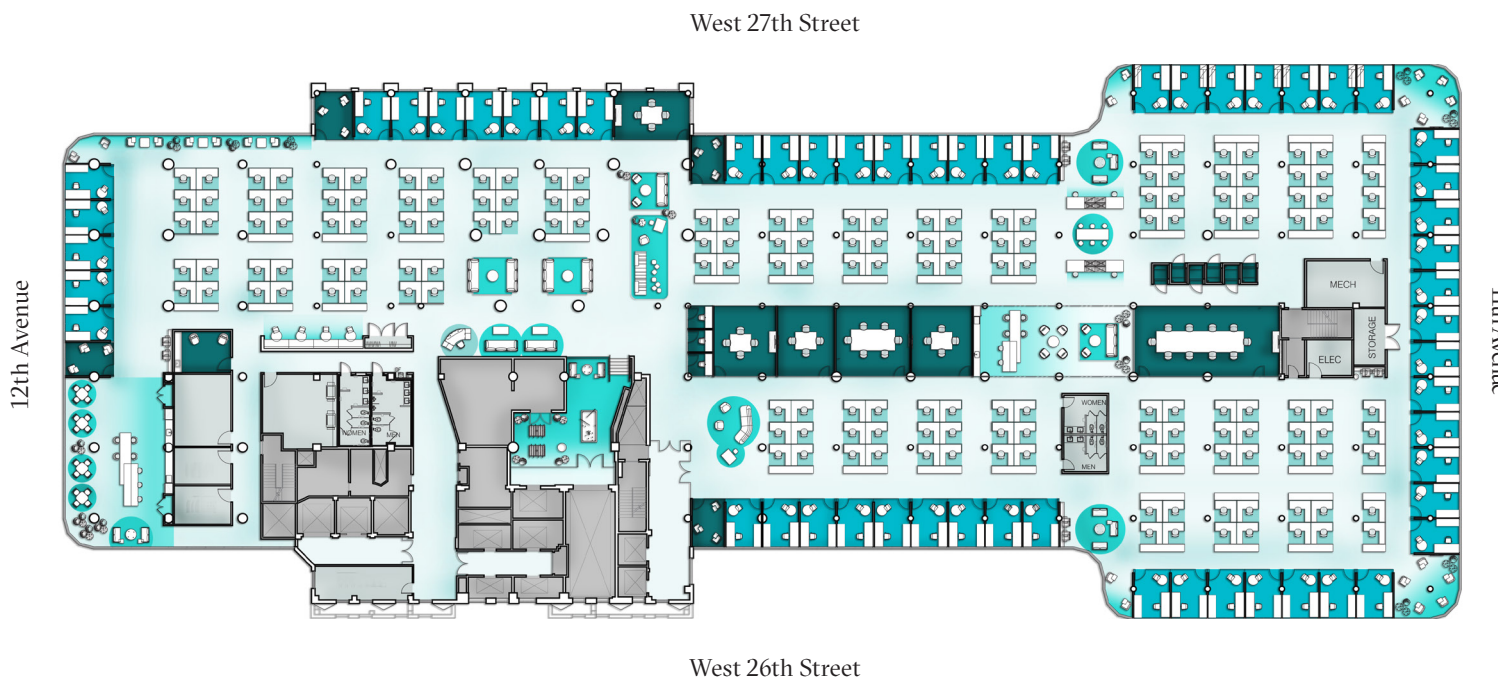 West 27th Street
12th Avenue
MECH
STORAGE
ELEC
WOMEN
MEN
WOMEN
MEN
West 26th Street